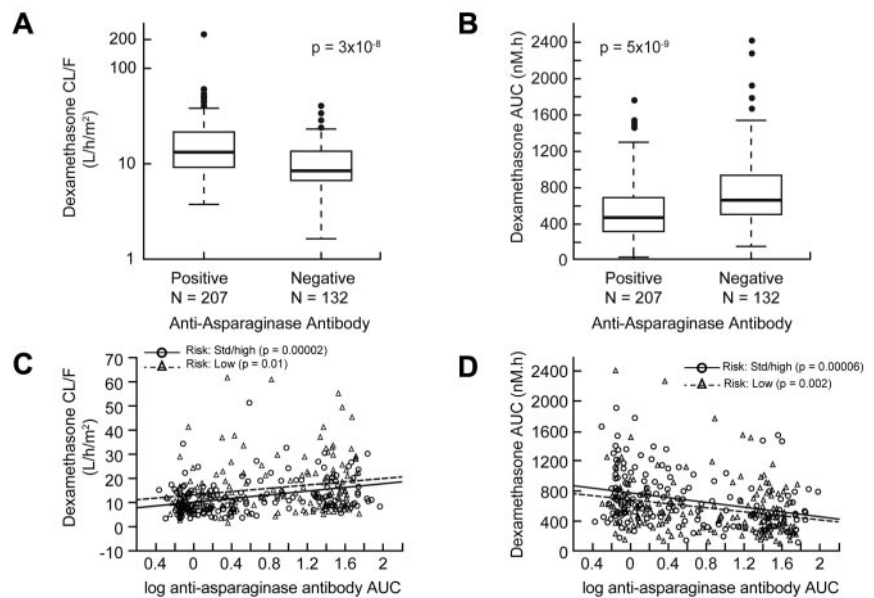 A
200
100
10
1
Dexamethasone CL/F
(L/h/m²)
p = 3x10⁻⁸
Positive
N = 207
Negative
N = 132
Anti-Asparaginase Antibody
B
2400
2000
1600
1200
800
400
0
Dexamethasone AUC (nM.h)
p = 5x10⁻⁹
Positive
N = 207
Negative
N = 132
Anti-Asparaginase Antibody
C
70
60
50
40
30
20
10
0
-10
Dexamethasone CL/F
(L/h/m²)
Risk: Std/high (p = 0.00002)
Risk: Low (p = 0.01)
0.4 0 0.4 0.8 1.2 1.6 2
log anti-asparaginase antibody AUC
D
2400
2000
1600
1200
800
400
0
Dexamethasone AUC (nM.h)
Risk: Std/high (p = 0.00006)
Risk: Low (p = 0.002)
0.4 0 0.4 0.8 1.2 1.6 2
log anti-asparaginase antibody AUC